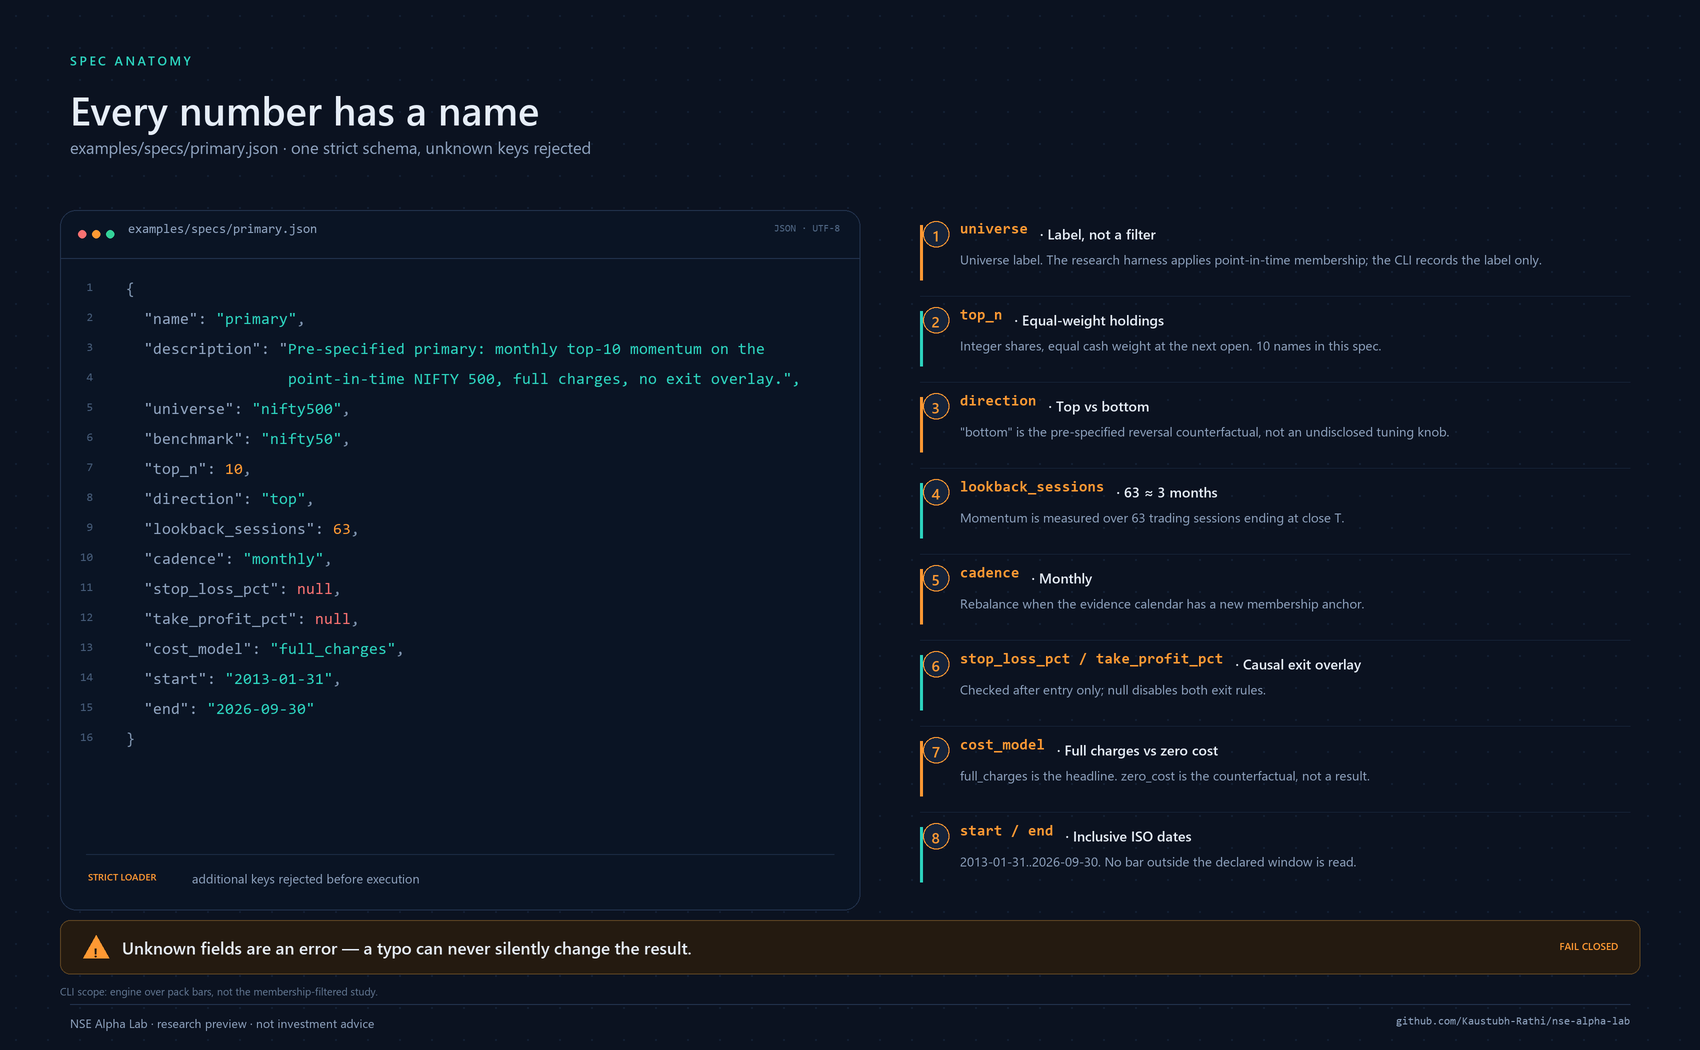 SPEC ANATOMY
Every number has a name
examples/specs/primary.json · one strict schema, unknown keys rejected
examples/specs/primary.json
JSON · UTF-8
1 {
2 "name": "primary",
3 "description": "Pre-specified primary: monthly top-10 momentum on the
4 point-in-time NIFTY 500, full charges, no exit overlay.",
5 "universe": "nifty500",
6 "benchmark": "nifty50",
7 "top_n": 10,
8 "direction": "top",
9 "lookback_sessions": 63,
10 "cadence": "monthly",
11 "stop_loss_pct": null,
12 "take_profit_pct": null,
13 "cost_model": "full_charges",
14 "start": "2013-01-31",
15 "end": "2026-09-30"
16 }
STRICT LOADER additional keys rejected before execution
1 universe · Label, not a filter
Universe label. The research harness applies point-in-time membership; the CLI records the label only.
2 top_n · Equal-weight holdings
Integer shares, equal cash weight at the next open. 10 names in this spec.
3 direction · Top vs bottom
"bottom" is the pre-specified reversal counterfactual, not an undisclosed tuning knob.
4 lookback_sessions · 63 ≈ 3 months
Momentum is measured over 63 trading sessions ending at close T.
5 cadence · Monthly
Rebalance when the evidence calendar has a new membership anchor.
6 stop_loss_pct / take_profit_pct · Causal exit overlay
Checked after entry only; null disables both exit rules.
7 cost_model · Full charges vs zero cost
full_charges is the headline. zero_cost is the counterfactual, not a result.
8 start / end · Inclusive ISO dates
2013-01-31..2026-09-30. No bar outside the declared window is read.
! Unknown fields are an error — a typo can never silently change the result.
FAIL CLOSED
CLI scope: engine over pack bars, not the membership-filtered study.
NSE Alpha Lab · research preview · not investment advice
github.com/Kaustubh-Rathi/nse-alpha-lab